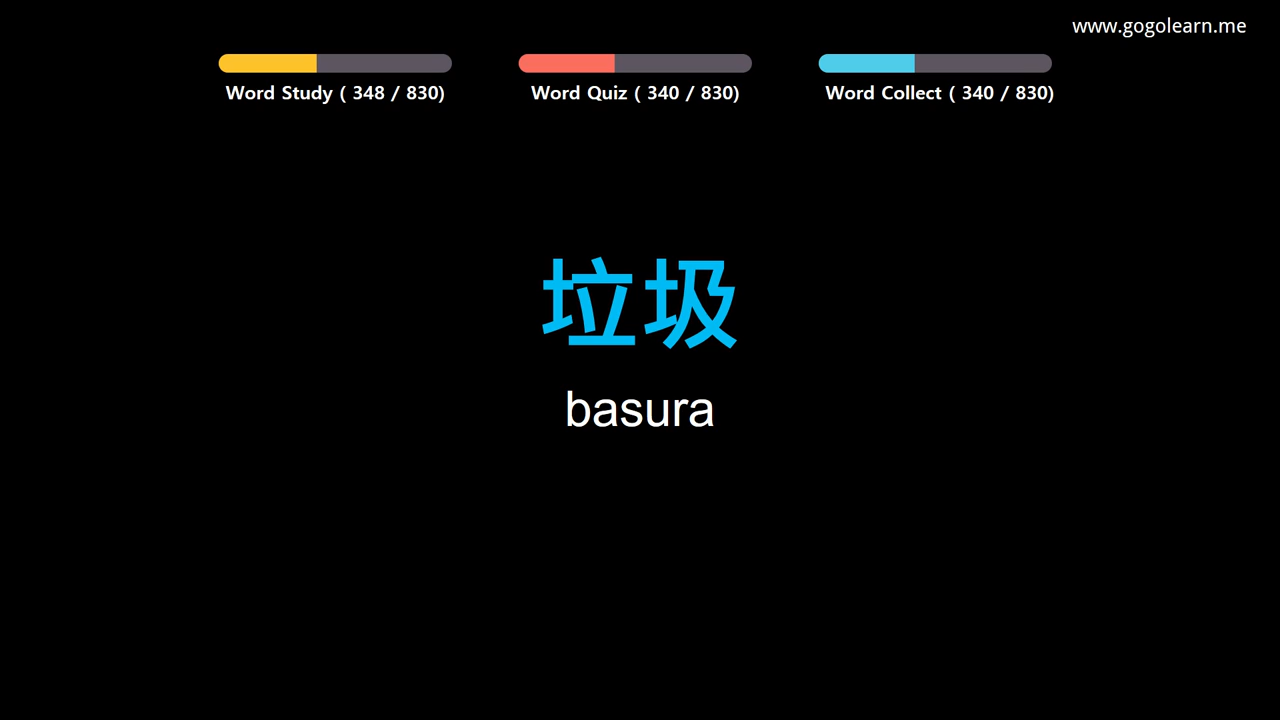 www.gogolearn.me
Word Study ( 348 / 830)
Word Quiz ( 340 / 830)
Word Collect ( 340 / 830)
垃圾
basura